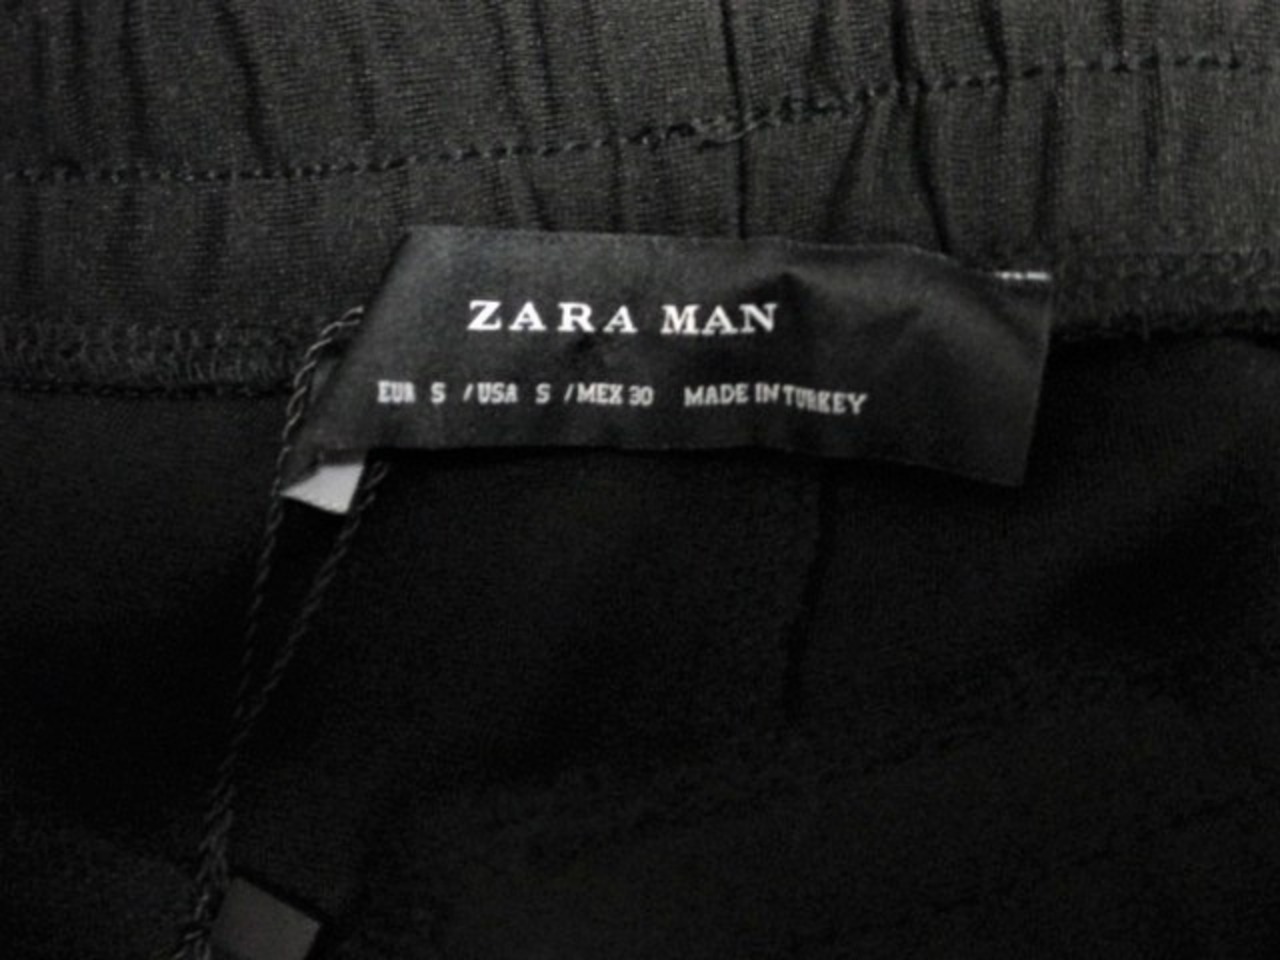 ZARA MAN
EUR S / USA S / MEX 30 MADE IN TURKEY